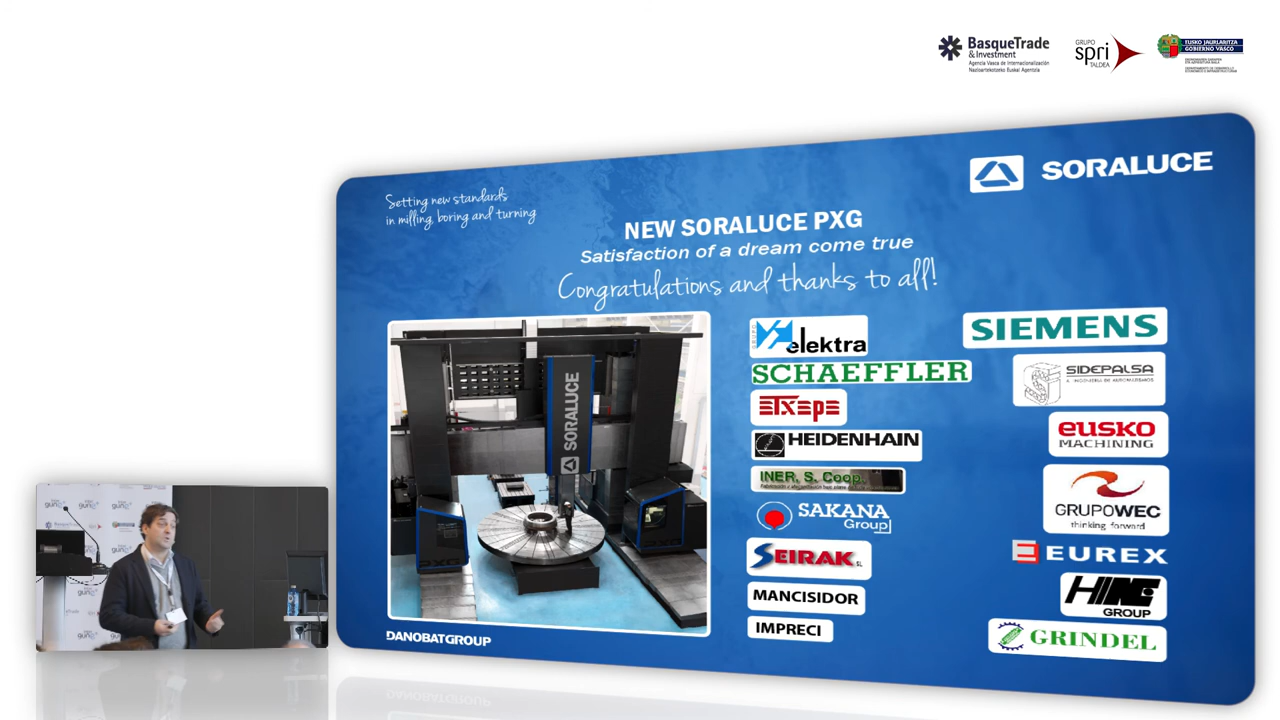 BasqueTrade
& Investment
Agencia Vasca de Internacionalización
Nazioartekotzeko Euskal Agentzia
GRUPO
spri
TALDEA
EUSKO JAURLARITZA
GOBIERNO VASCO
SORALUCE
Setting new standards
in milling, boring and turning
NEW SORALUCE PXG
Satisfaction of a dream come true
Congratulations and thanks to all!
SORALUCE
GRUPO
elektra
SCHAEFFLER
ETXEPE
HEIDENHAIN
INER, S. Coop.
SAKANA
Group
SEIRAK SL
MANCISIDOR
IMPRECI
SIEMENS
SIDEPALSA
eusko
MACHINING
GRUPOWEC
thinking forward
EUREX
HINE
GROUP
GRINDEL
DANOBATGROUP